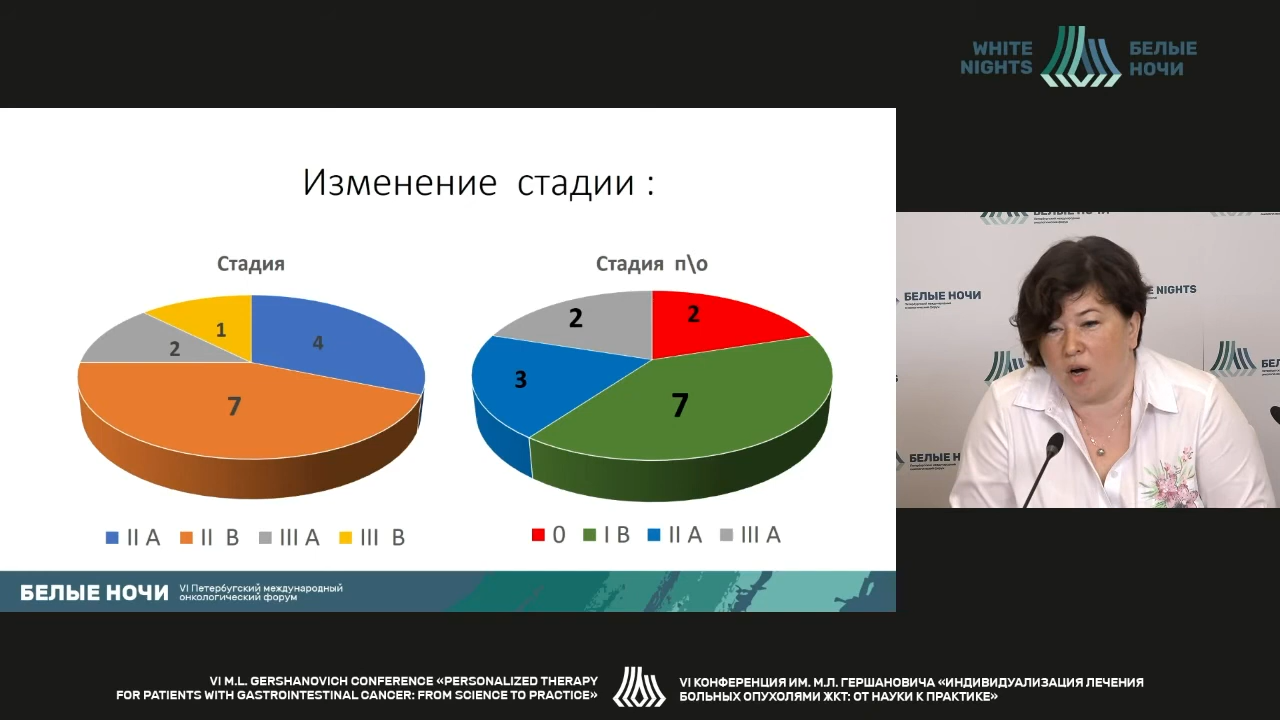 WHITE
NIGHTS
БЕЛЫЕ
НОЧИ
Изменение стадии :
Стадия
1
4
2
7
II A
II B
III A
III B
Стадия п\о
2
2
3
7
0
I B
II A
III A
БЕЛЫЕ НОЧИ
VI Петербургский международный
онкологический форум
БЕЛЫЕ НОЧИ
NIGHTS
БЕЛЫЕ Н
VI M.L. GERSHANOVICH CONFERENCE «PERSONALIZED THERAPY
FOR PATIENTS WITH GASTROINTESTINAL CANCER: FROM SCIENCE TO PRACTICE»
VI КОНФЕРЕНЦИЯ ИМ. М.Л. ГЕРШАНОВИЧА «ИНДИВИДУАЛИЗАЦИЯ ЛЕЧЕНИЯ
БОЛЬНЫХ ОПУХОЛЯМИ ЖКТ: ОТ НАУКИ К ПРАКТИКЕ»